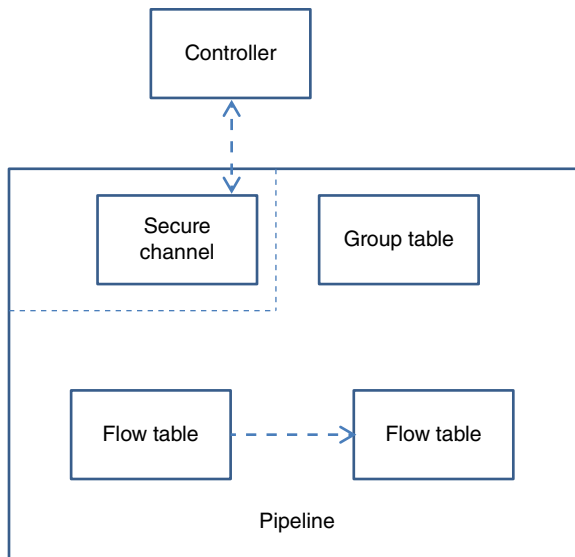 Controller
Secure
channel
Group table
Flow table
Flow table
Pipeline